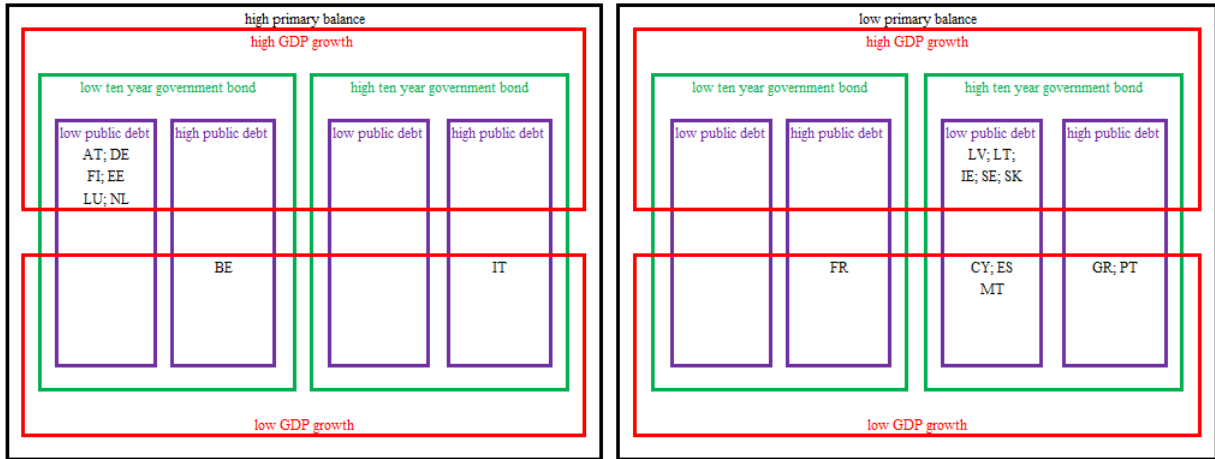 high primary balance
high GDP growth
low ten year government bond
high ten year government bond
low public debt
high public debt
low public debt
high public debt
AT; DE
FI; EE
LU; NL
BE
IT
low GDP growth
low primary balance
high GDP growth
low ten year government bond
high ten year government bond
low public debt
high public debt
low public debt
high public debt
LV; LT;
IE; SE; SK
FR
CY; ES
MT
GR; PT
low GDP growth